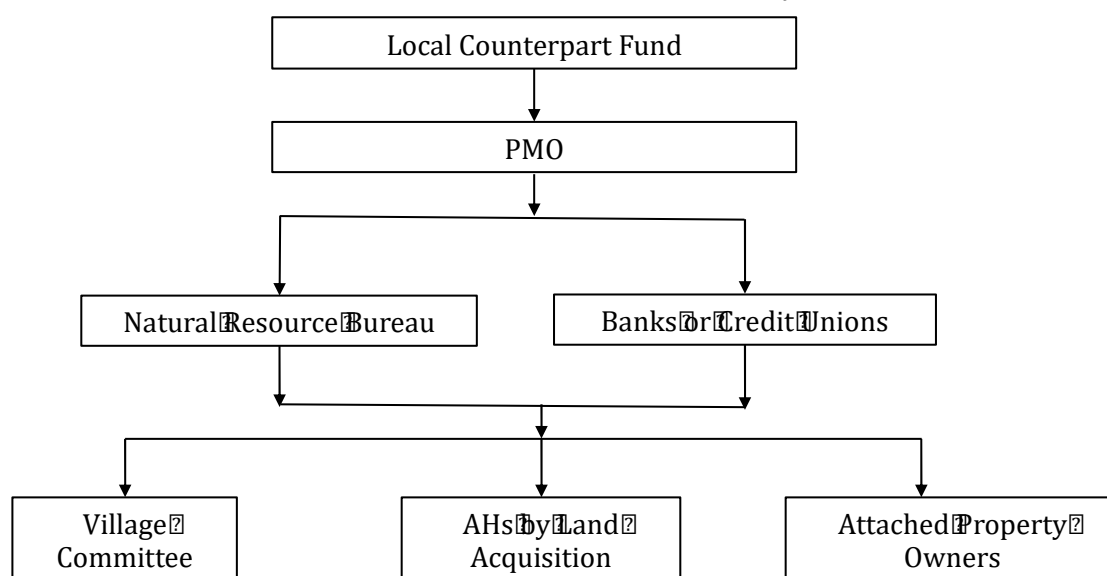 Local Counterpart Fund
PMO
Natural Resource Bureau
Banks or Credit Unions
Village
Committee
AHs by Land
Acquisition
Attached Property
Owners